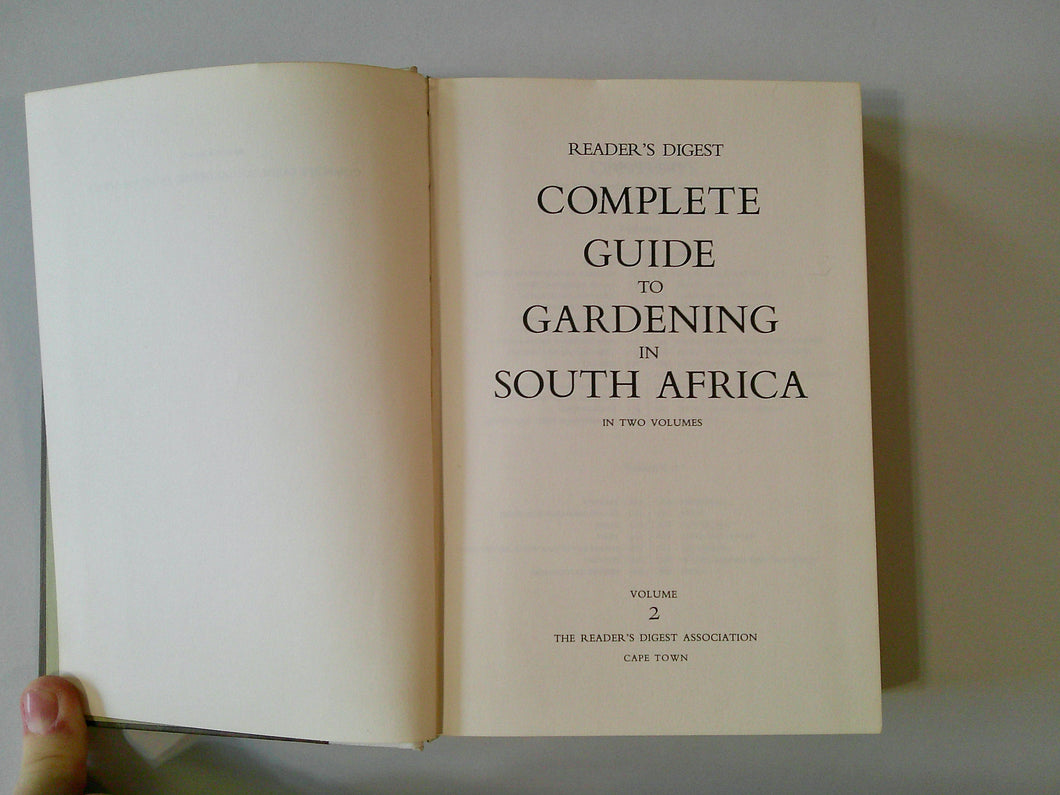 READER'S DIGEST
COMPLETE
GUIDE
TO
GARDENING
IN
SOUTH AFRICA
IN TWO VOLUMES
VOLUME
2
THE READER'S DIGEST ASSOCIATION
CAPE TOWN